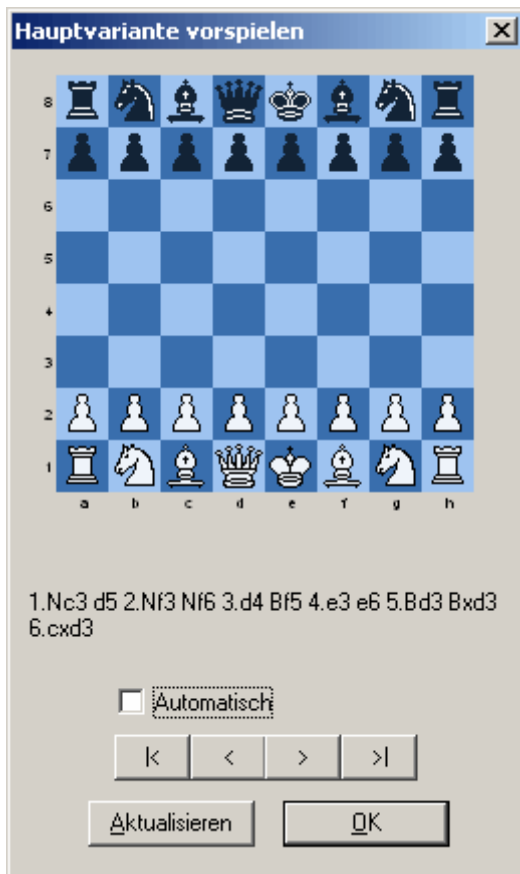 Hauptvariante vorspielen
8
7
6
5
4
3
2
1
a b c d e f g h
1.Nc3 d5 2.Nf3 Nf6 3.d4 Bf5 4.e3 e6 5.Bd3 Bxd3
6.cxd3
Automatisch
|< < > >|
Aktualisieren OK